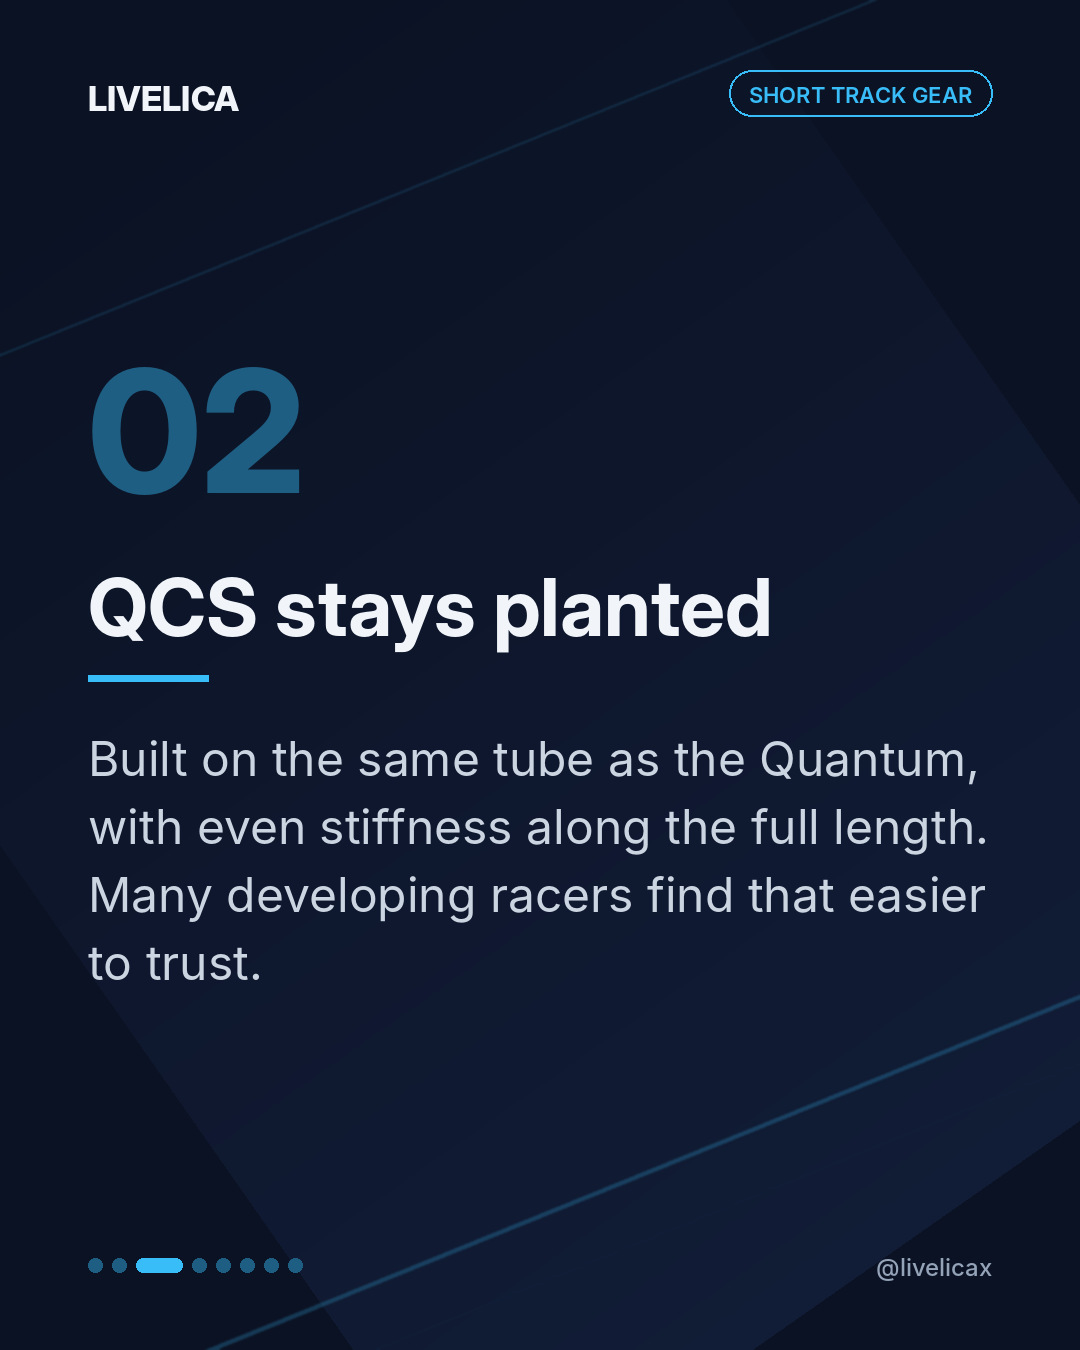 LIVELICA
SHORT TRACK GEAR
02
QCS stays planted
Built on the same tube as the Quantum,
with even stiffness along the full length.
Many developing racers find that easier
to trust.
@livelicax